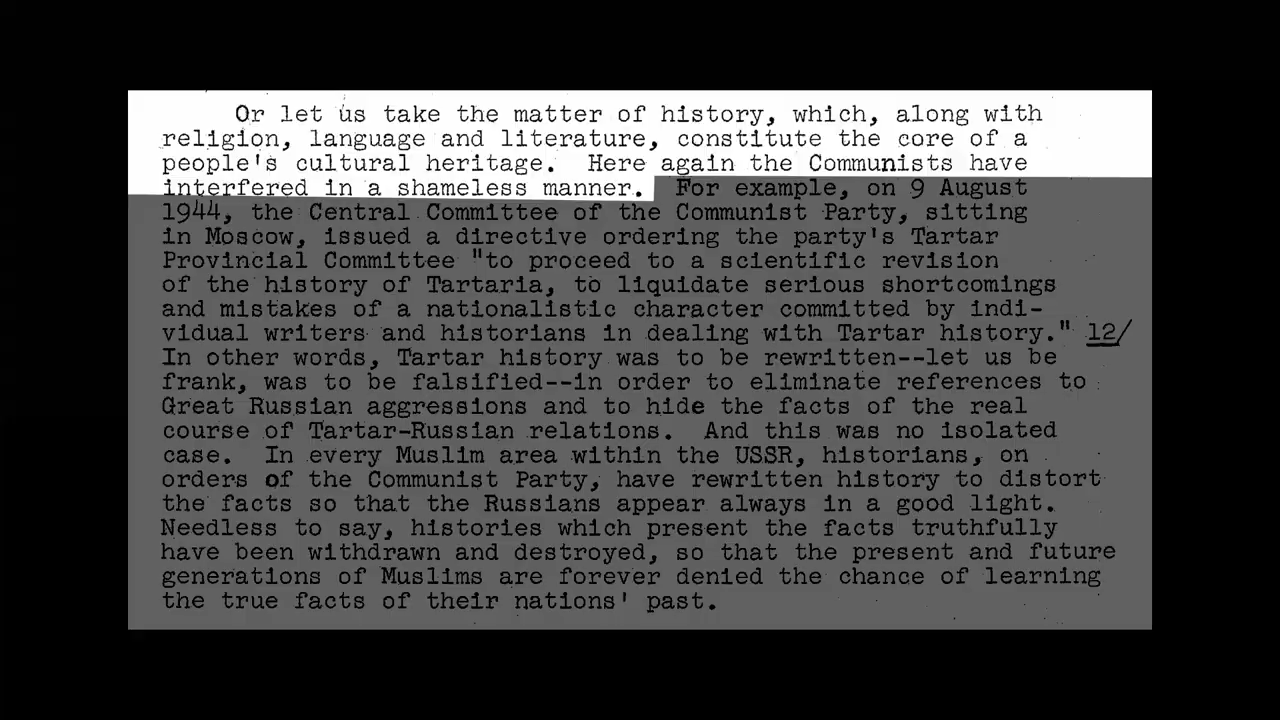 Or let us take the matter of history, which, along with
religion, language and literature, constitute the core of a
people's cultural heritage. Here again the Communists have
interfered in a shameless manner. For example, on 9 August
1944, the Central Committee of the Communist Party, sitting
in Moscow, issued a directive ordering the party's Tartar
Provincial Committee "to proceed to a scientific revision
of the history of Tartaria, to liquidate serious shortcomings
and mistakes of a nationalistic character committed by indi-
vidual writers and historians in dealing with Tartar history." 12/
In other words, Tartar history was to be rewritten--let us be
frank, was to be falsified--in order to eliminate references to
Great Russian aggressions and to hide the facts of the real
course of Tartar-Russian relations. And this was no isolated
case. In every Muslim area within the USSR, historians, on
orders of the Communist Party, have rewritten history to distort
the facts so that the Russians appear always in a good light.
Needless to say, histories which present the facts truthfully
have been withdrawn and destroyed, so that the present and future
generations of Muslims are forever denied the chance of learning
the true facts of their nations' past.